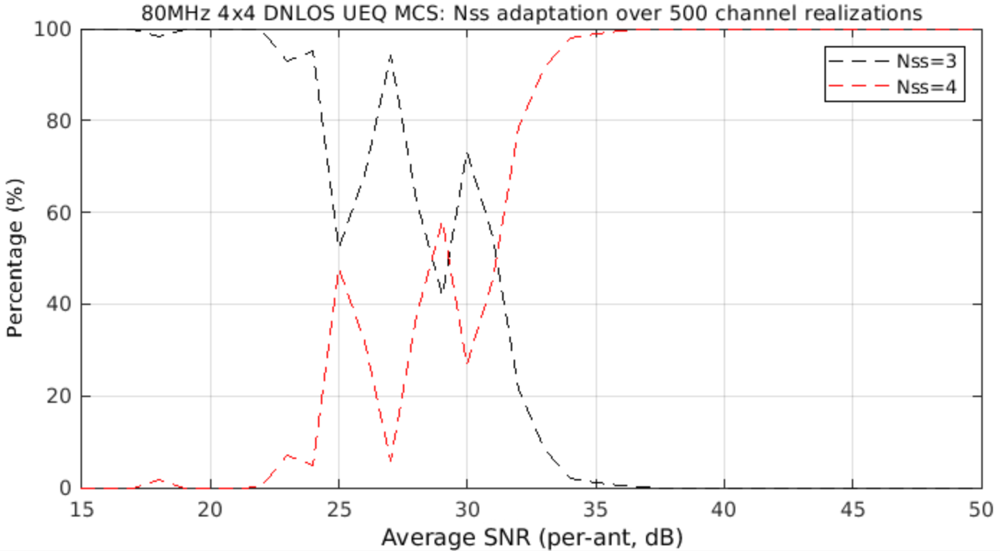 80MHz 4x4 DNLOS UEQ MCS: Nss adaptation over 500 channel realizations
100
80
60
40
20
0
Percentage (%)
Nss=3
Nss=4
15 20 25 30 35 40 45 50
Average SNR (per-ant, dB)